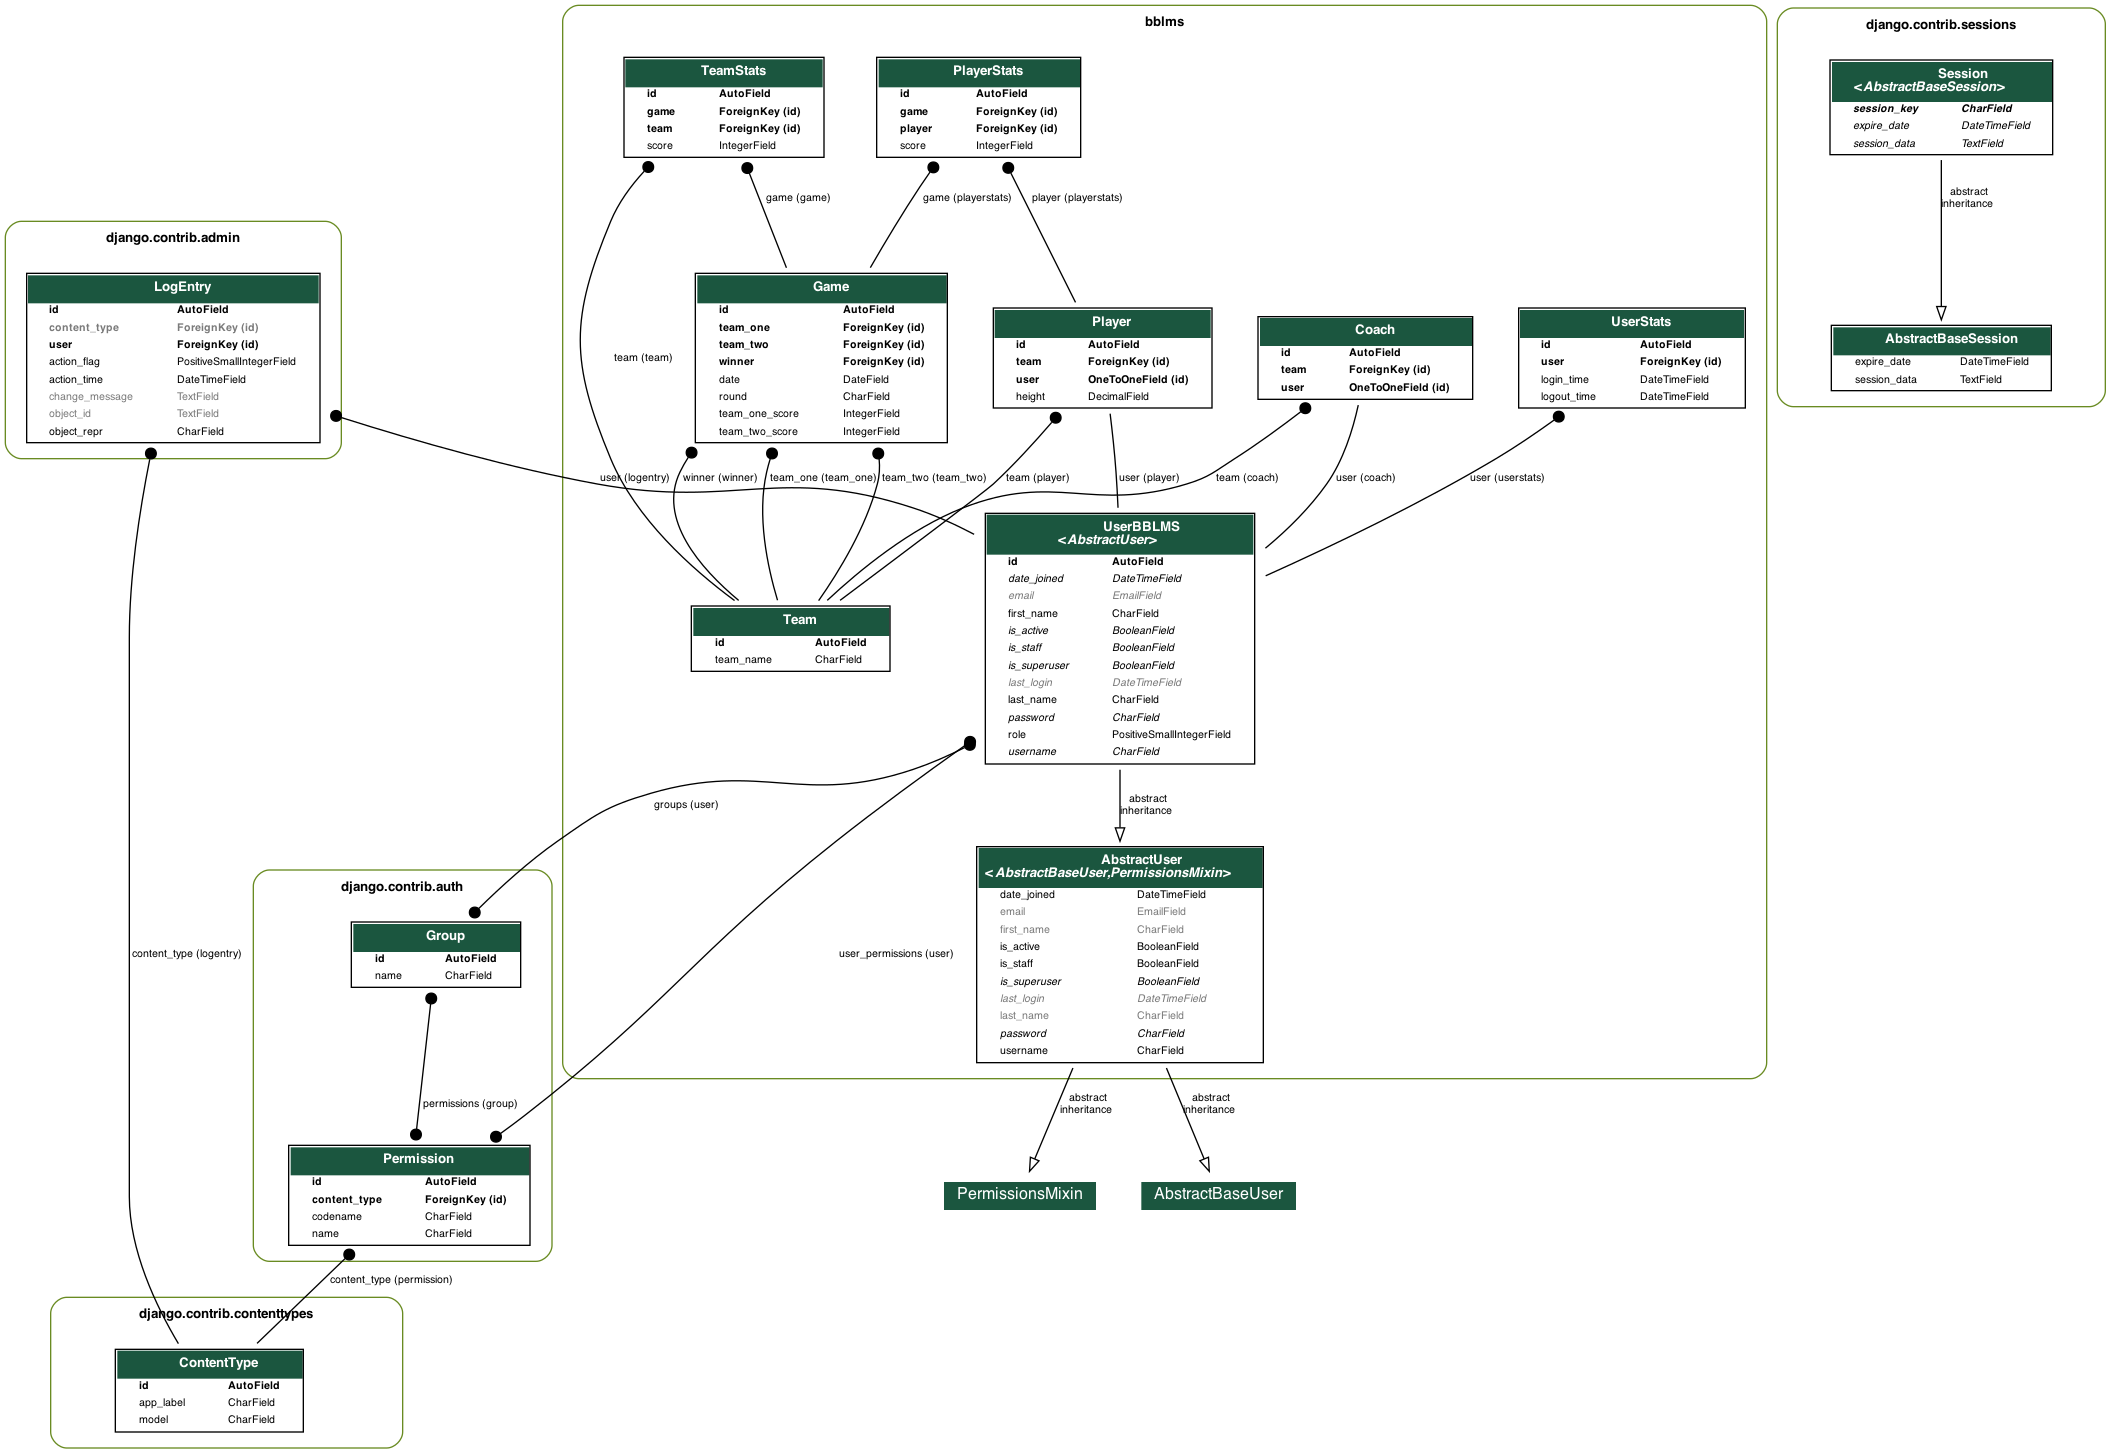 bblms
TeamStats
id AutoField
game ForeignKey (id)
team ForeignKey (id)
score IntegerField
PlayerStats
id AutoField
game ForeignKey (id)
player ForeignKey (id)
score IntegerField
django.contrib.sessions
Session
<AbstractBaseSession>
session_key CharField
expire_date DateTimeField
session_data TextField
abstract
inheritance
AbstractBaseSession
expire_date DateTimeField
session_data TextField
game (game)
game (playerstats)
player (playerstats)
team (team)
django.contrib.admin
LogEntry
id AutoField
content_type ForeignKey (id)
user ForeignKey (id)
action_flag PositiveSmallIntegerField
action_time DateTimeField
change_message TextField
object_id TextField
object_repr CharField
Game
id AutoField
team_one ForeignKey (id)
team_two ForeignKey (id)
winner ForeignKey (id)
date DateField
round CharField
team_one_score IntegerField
team_two_score IntegerField
Player
id AutoField
team ForeignKey (id)
user OneToOneField (id)
height DecimalField
Coach
id AutoField
team ForeignKey (id)
user OneToOneField (id)
UserStats
id AutoField
user ForeignKey (id)
login_time DateTimeField
logout_time DateTimeField
user (logentry)
winner (winner)
team_one (team_one)
team_two (team_two)
team (player)
user (player)
team (coach)
user (coach)
user (userstats)
Team
id AutoField
team_name CharField
UserBBLMS
<AbstractUser>
id AutoField
date_joined DateTimeField
email EmailField
first_name CharField
is_active BooleanField
is_staff BooleanField
is_superuser BooleanField
last_login DateTimeField
last_name CharField
password CharField
role PositiveSmallIntegerField
username CharField
groups (user)
abstract
inheritance
AbstractUser
<AbstractBaseUser,PermissionsMixin>
date_joined DateTimeField
email EmailField
first_name CharField
is_active BooleanField
is_staff BooleanField
is_superuser BooleanField
last_login DateTimeField
last_name CharField
password CharField
username CharField
content_type (logentry)
user_permissions (user)
django.contrib.auth
Group
id AutoField
name CharField
permissions (group)
Permission
id AutoField
content_type ForeignKey (id)
codename CharField
name CharField
abstract
inheritance
abstract
inheritance
PermissionsMixin
AbstractBaseUser
content_type (permission)
django.contrib.contenttypes
ContentType
id AutoField
app_label CharField
model CharField